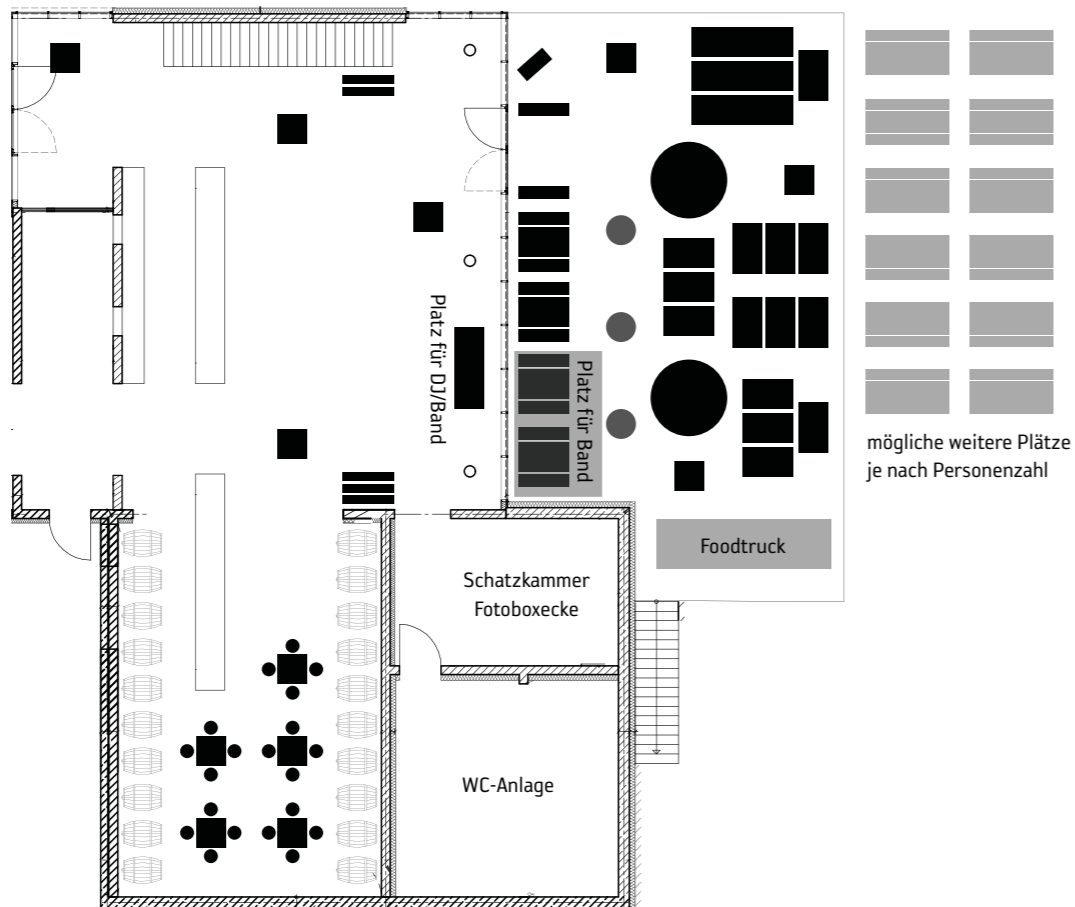 Platz für DJ/Band
Platz für Band
mögliche weitere Plätze
je nach Personenzahl
Foodtruck
Schatzkammer
Fotoboxecke
WC-Anlage